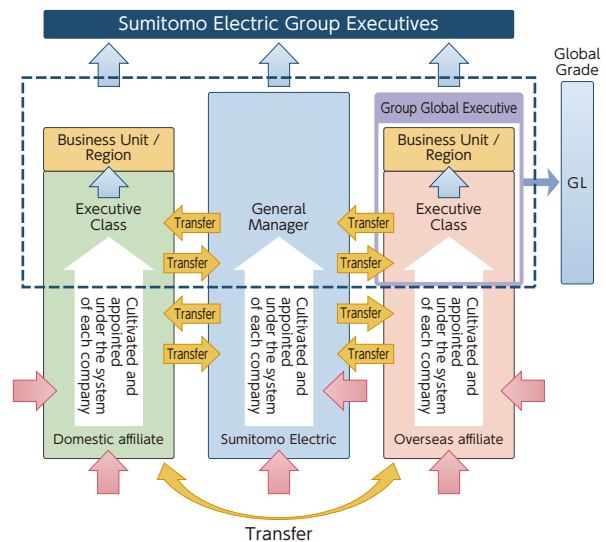 Sumitomo Electric Group Executives
Global
Grade
Group Global Executive
Business Unit /
Region
Business Unit /
Region
GL
Executive
Class
General
Manager
Executive
Class
Transfer
Transfer
Transfer
Transfer
Transfer
Transfer
Transfer
Transfer
Cultivated and
appointed
under the system
of each company
Cultivated and
appointed
under the system
of each company
Cultivated and
appointed
under the system
of each company
Domestic affiliate
Sumitomo Electric
Overseas affiliate
Transfer